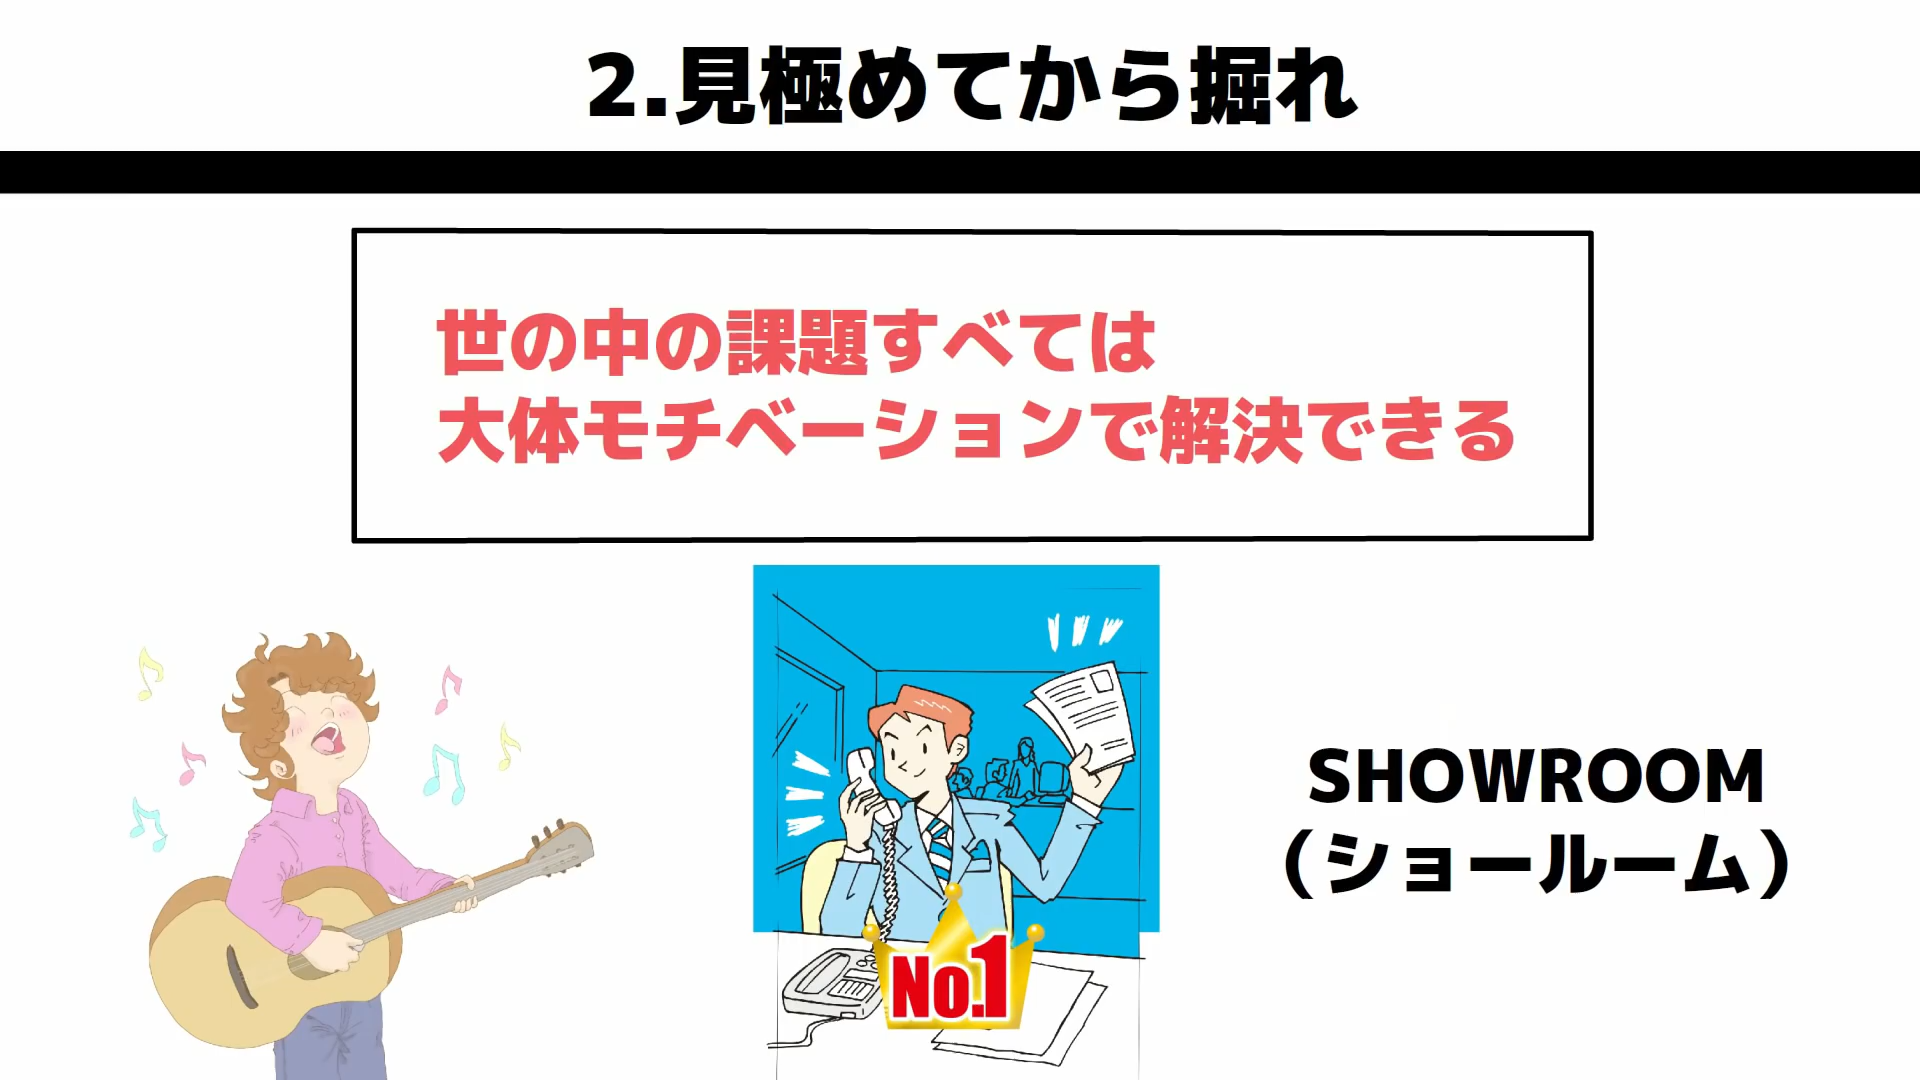 2.見極めてから掘れ
世の中の課題すべては
大体モチベーションで解決できる
No.1
SHOWROOM
（ショールーム）